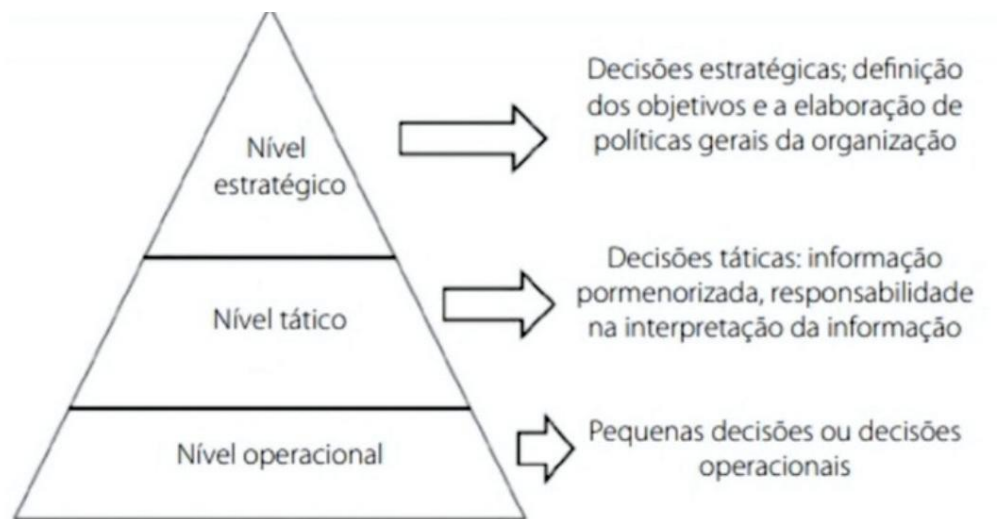 Nível
estratégico
Decisões estratégicas; definição
dos objetivos e a elaboração de
políticas gerais da organização
Nível tático
Decisões táticas: informação
pormenorizada, responsabilidade
na interpretação da informação
Nível operacional
Pequenas decisões ou decisões
operacionais